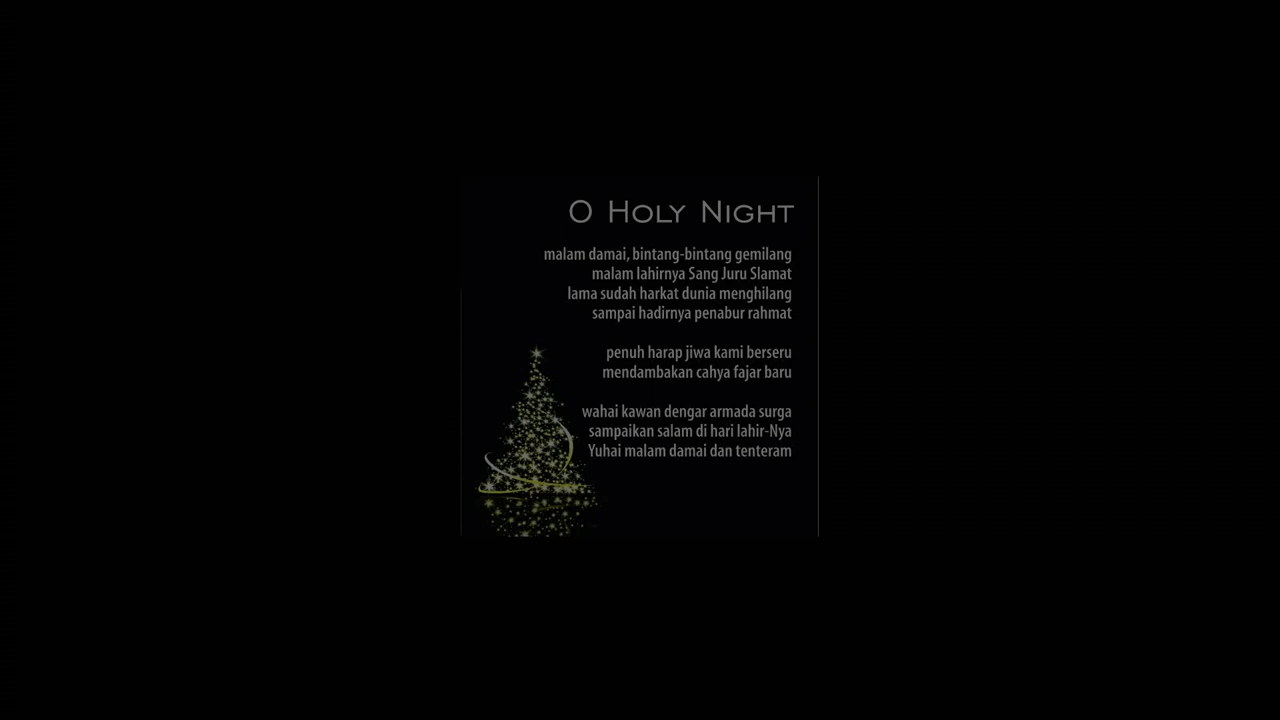 O Holy Night
malam damai, bintang-bintang gemilang
malam lahirnya Sang Juru Slamat
lama sudah harkat dunia menghilang
sampai hadirnya penabur rahmat
penuh harap jiwa kami berseru
mendambakan cahya fajar baru
wahai kawan dengar armada surga
sampaikan salam di hari lahir-Nya
Yuhai malam damai dan tenteram